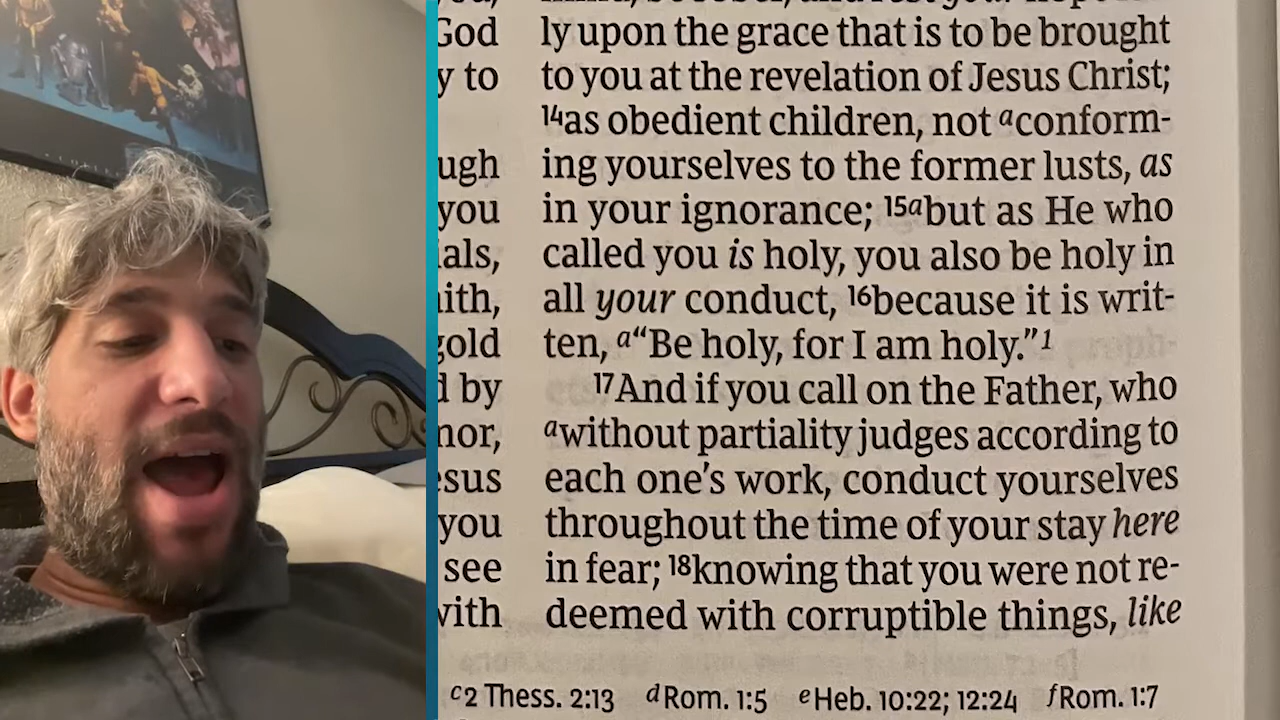 God
y to
ugh
you
ials,
ith,
gold
d by
nor,
esus
you
see
with
ly upon the grace that is to be brought
to you at the revelation of Jesus Christ;
14as obedient children, not aconform-
ing yourselves to the former lusts, as
in your ignorance; 15abut as He who
called you is holy, you also be holy in
all your conduct, 16because it is writ-
ten, a“Be holy, for I am holy.”1
17And if you call on the Father, who
awithout partiality judges according to
each one’s work, conduct yourselves
throughout the time of your stay here
in fear; 18knowing that you were not re-
deemed with corruptible things, like
c2 Thess. 2:13 dRom. 1:5 eHeb. 10:22; 12:24 fRom. 1:7